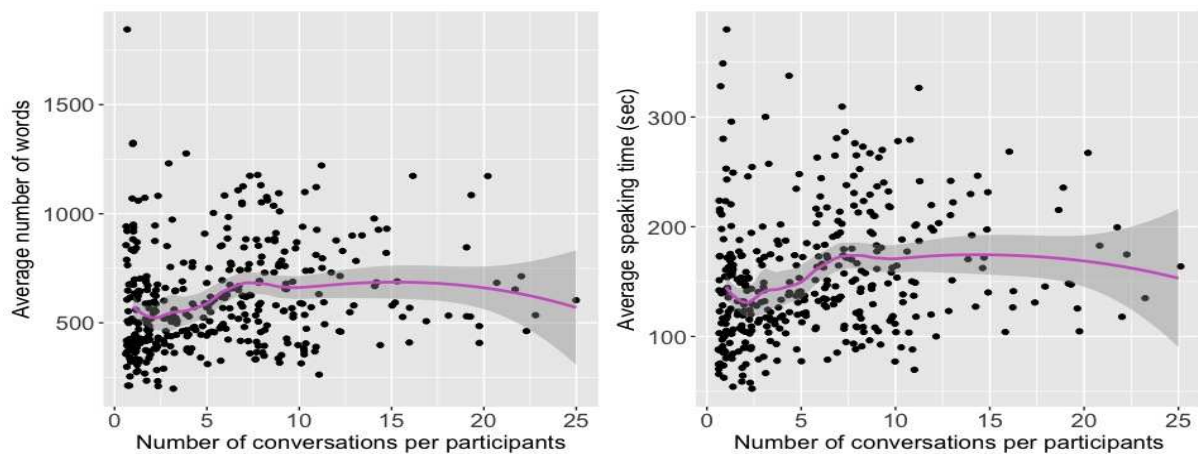 Average number of words
1500
1000
500
0 5 10 15 20 25
Number of conversations per participants
Average speaking time (sec)
300
200
100
0 5 10 15 20 25
Number of conversations per participants